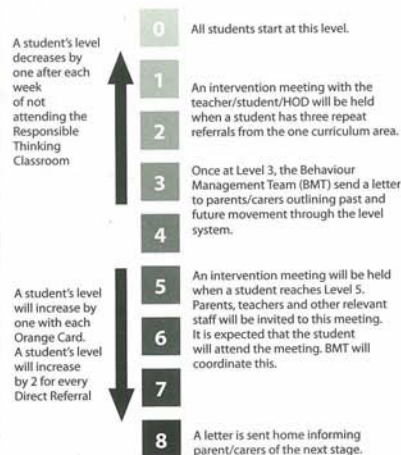 A student's level
decreases by
one after each
week
of not
attending the
Responsible
Thinking
Classroom
A student's level
will increase by
one with each
Orange Card.
A student's level
will increase
by 2 for every
Direct Referral
0
All students start at this level.
1
An intervention meeting with the
teacher/student/HOD will be held
when a student has three repeat
referrals from the one curriculum area.
2
3
Once at Level 3, the Behaviour
Management Team (BMT) send a letter
to parents/carers outlining past and
future movement through the level
system.
4
5
An intervention meeting will be held
when a student reaches Level 5.
Parents, teachers and other relevant
staff will be invited to this meeting.
It is expected that the student
will attend the meeting. BMT will
coordinate this.
6
7
8
A letter is sent home informing
parent/carers of the next stage.